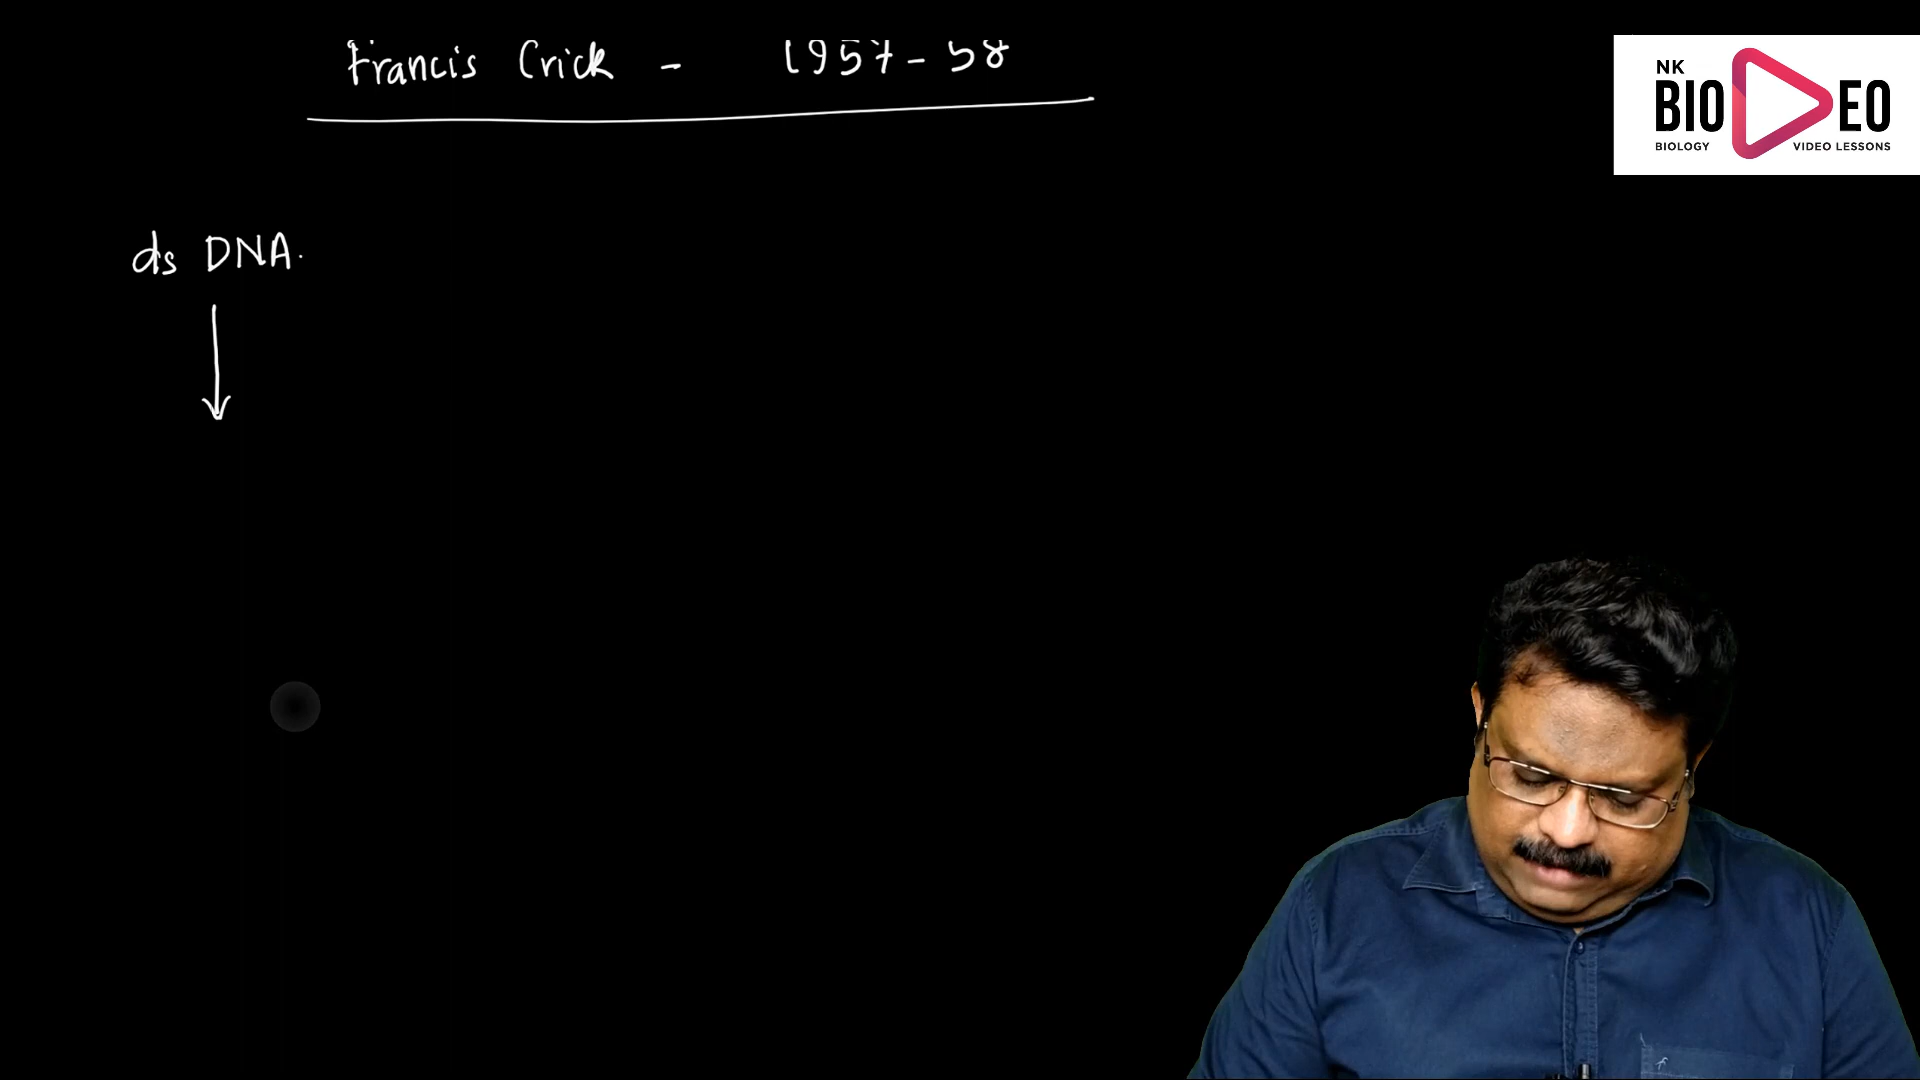 Francis Crick - 1957-58
NK
BIO EO
BIOLOGY VIDEO LESSONS
ds DNA.